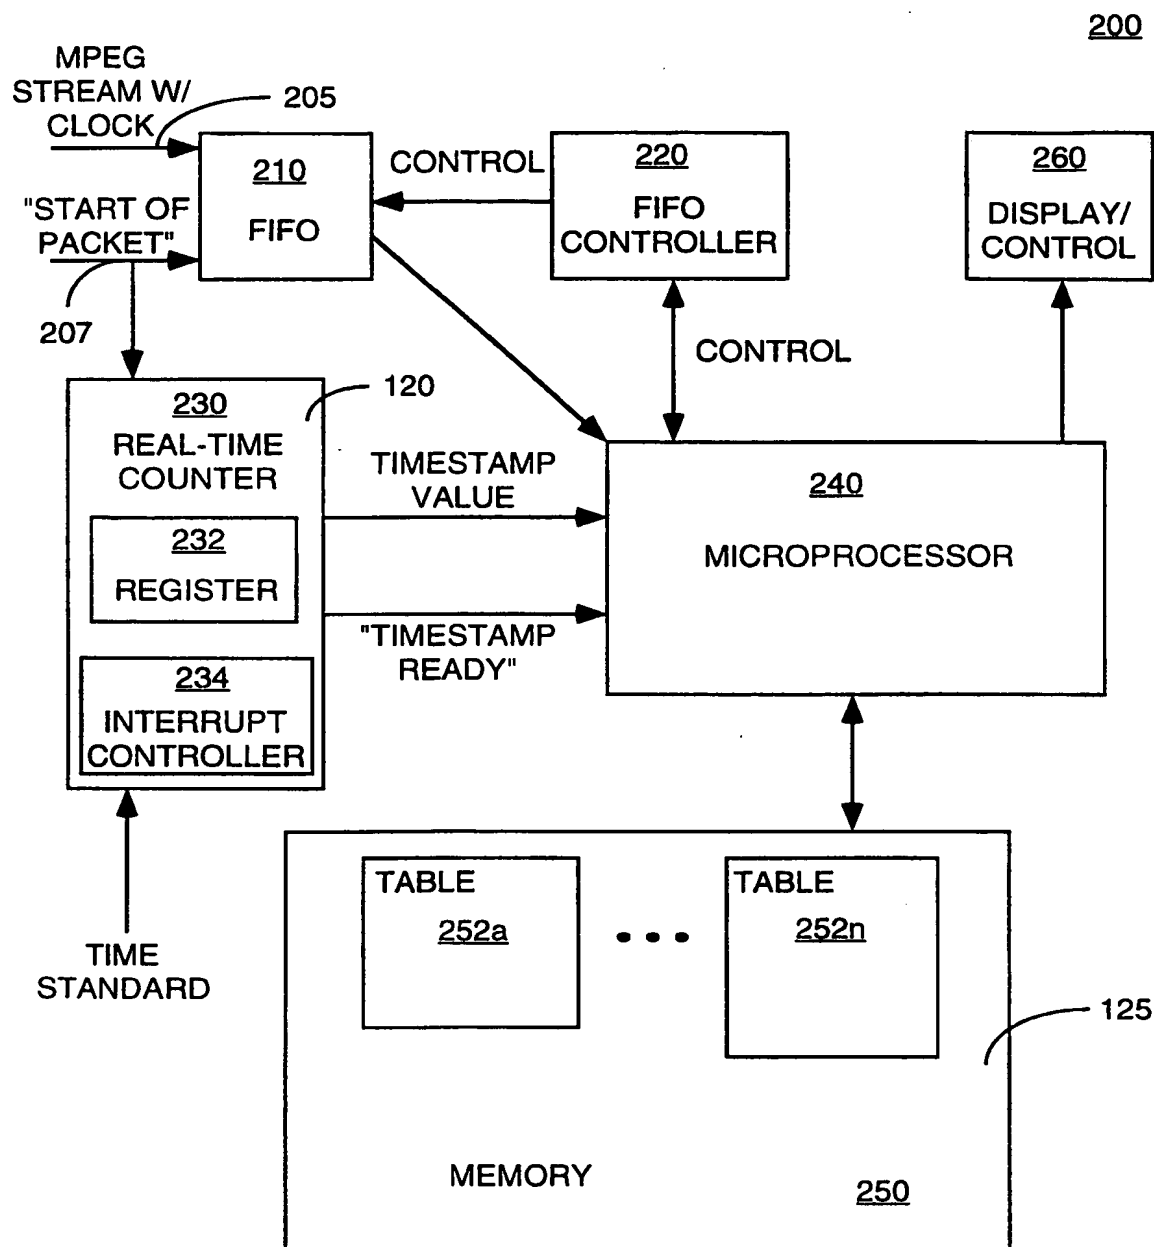 200
MPEG
STREAM W/
CLOCK
205
"START OF
PACKET"
207
210
FIFO
CONTROL
220
FIFO
CONTROLLER
260
DISPLAY/
CONTROL
CONTROL
120
230
REAL-TIME
COUNTER
232
REGISTER
234
INTERRUPT
CONTROLLER
TIMESTAMP
VALUE
"TIMESTAMP
READY"
240
MICROPROCESSOR
TIME
STANDARD
TABLE
252a
TABLE
252n
125
MEMORY
250